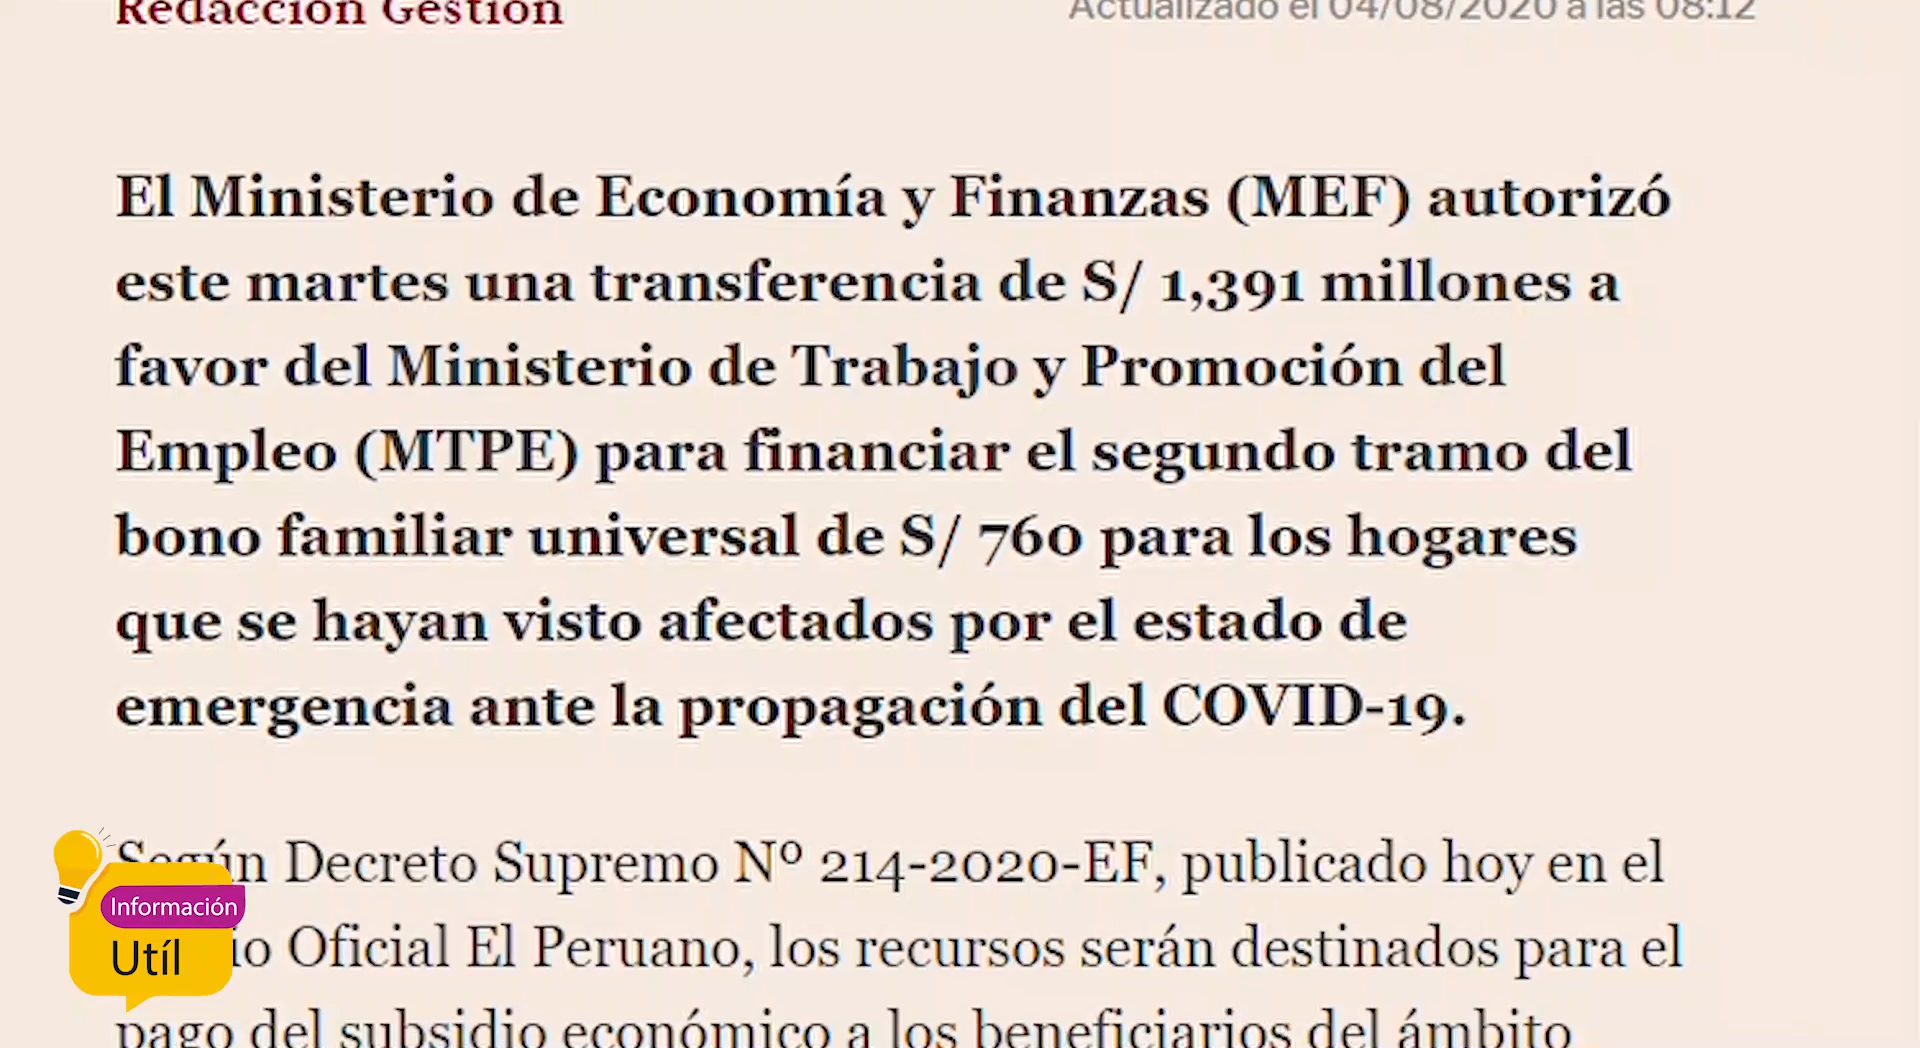 Redacción Gestión
Actualizado el 04/08/2020 a las 08:12
El Ministerio de Economía y Finanzas (MEF) autorizó
este martes una transferencia de S/ 1,391 millones a
favor del Ministerio de Trabajo y Promoción del
Empleo (MTPE) para financiar el segundo tramo del
bono familiar universal de S/ 760 para los hogares
que se hayan visto afectados por el estado de
emergencia ante la propagación del COVID-19.
Según Decreto Supremo Nº 214-2020-EF, publicado hoy en el
io Oficial El Peruano, los recursos serán destinados para el
pago del subsidio económico a los beneficiarios del ámbito
Información
Utíl